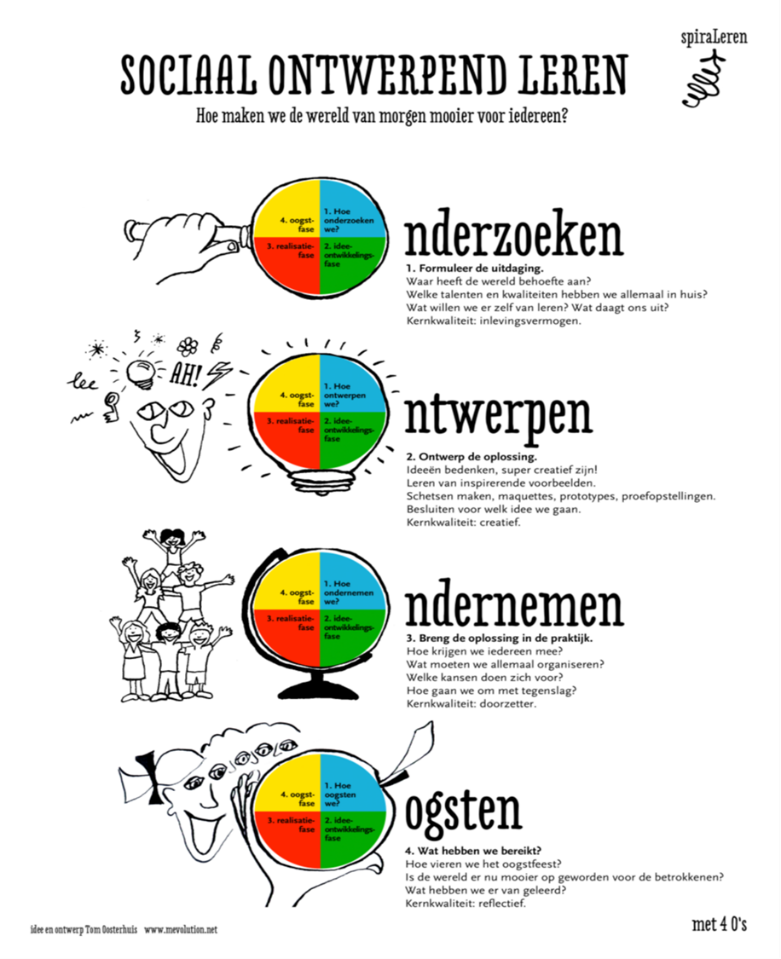 spiraLeren
SOCIAAL ONTWERPEND LEREN
Hoe maken we de wereld van morgen mooier voor iedereen?
4. oogst-
fase
1. Hoe
onderzoeken
we?
3. realisatie-
fase
2. idee-
ontwikkelings-
fase
nderzoeken
1. Formuleer de uitdaging.
Waar heeft de wereld behoefte aan?
Welke talenten en kwaliteiten hebben we allemaal in huis?
Wat willen we er zelf van leren? Wat daagt ons uit?
Kernkwaliteit: inlevingsvermogen.
AH!
4. oogst-
fase
1. Hoe
ontwerpen
we?
3. realisatie-
fase
2. idee-
ontwikkelings-
fase
ntwerpen
2. Ontwerp de oplossing.
Ideeën bedenken, super creatief zijn!
Leren van inspirerende voorbeelden.
Schetsen maken, maquettes, prototypes, proefopstellingen.
Besluiten voor welk idee we gaan.
Kernkwaliteit: creatief.
4. oogst-
fase
1. Hoe
ondernemen
we?
3. realisatie-
fase
2. idee-
ontwikkelings-
fase
ndernemen
3. Breng de oplossing in de praktijk.
Hoe krijgen we iedereen mee?
Wat moeten we allemaal organiseren?
Welke kansen doen zich voor?
Hoe gaan we om met tegenslag?
Kernkwaliteit: doorzetter.
4. oogst-
fase
1. Hoe
oogsten
we?
3. realisatie-
fase
2. idee-
ontwikkelings-
fase
ogsten
4. Wat hebben we bereikt?
Hoe vieren we het oogstfeest?
Is de wereld er nu mooier op geworden voor de betrokkenen?
Wat hebben we er van geleerd?
Kernkwaliteit: reflectief.
idee en ontwerp Tom Oosterhuis www.mevolution.net
met 4 O's